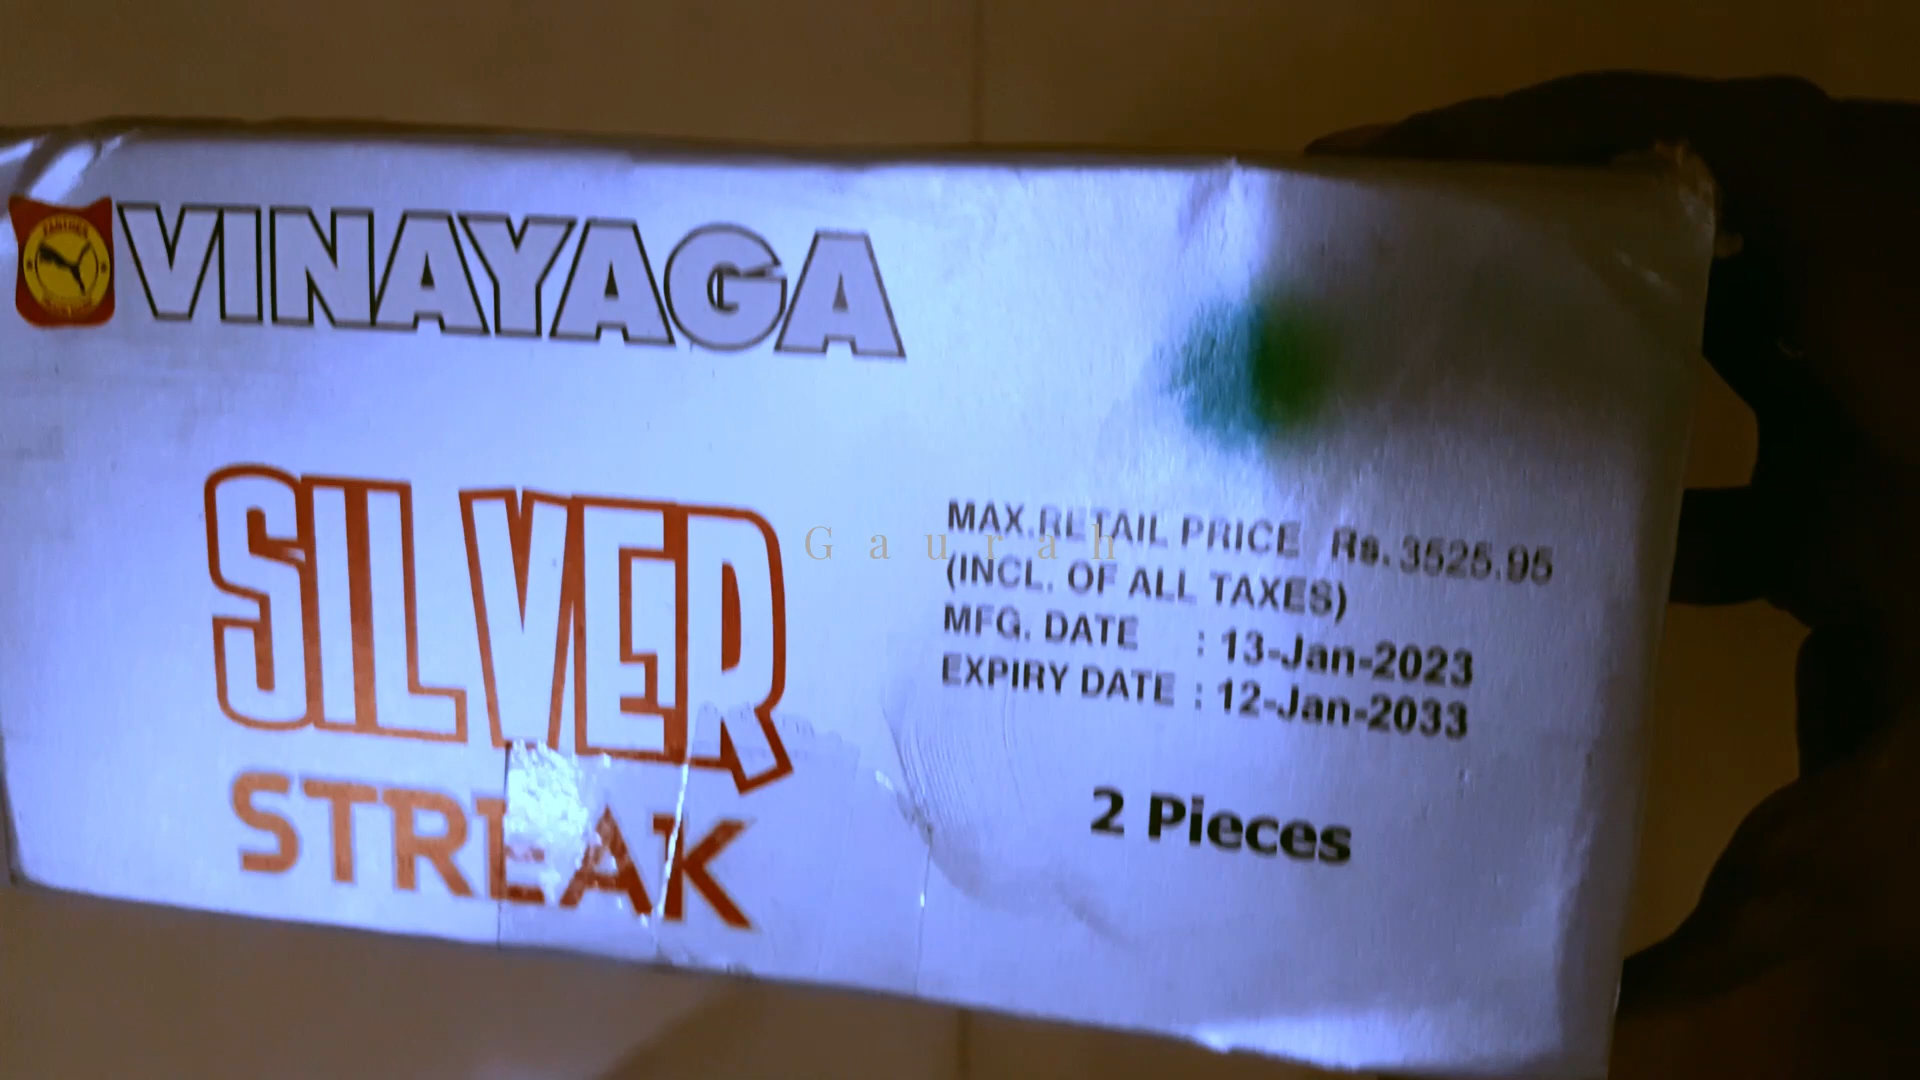 PANTHER
VINAYAGA
SILVER
STREAK
Gaurah
MAX.RETAIL PRICE Rs.3525.95
(INCL. OF ALL TAXES)
MFG. DATE : 13-Jan-2023
EXPIRY DATE : 12-Jan-2033
2 Pieces